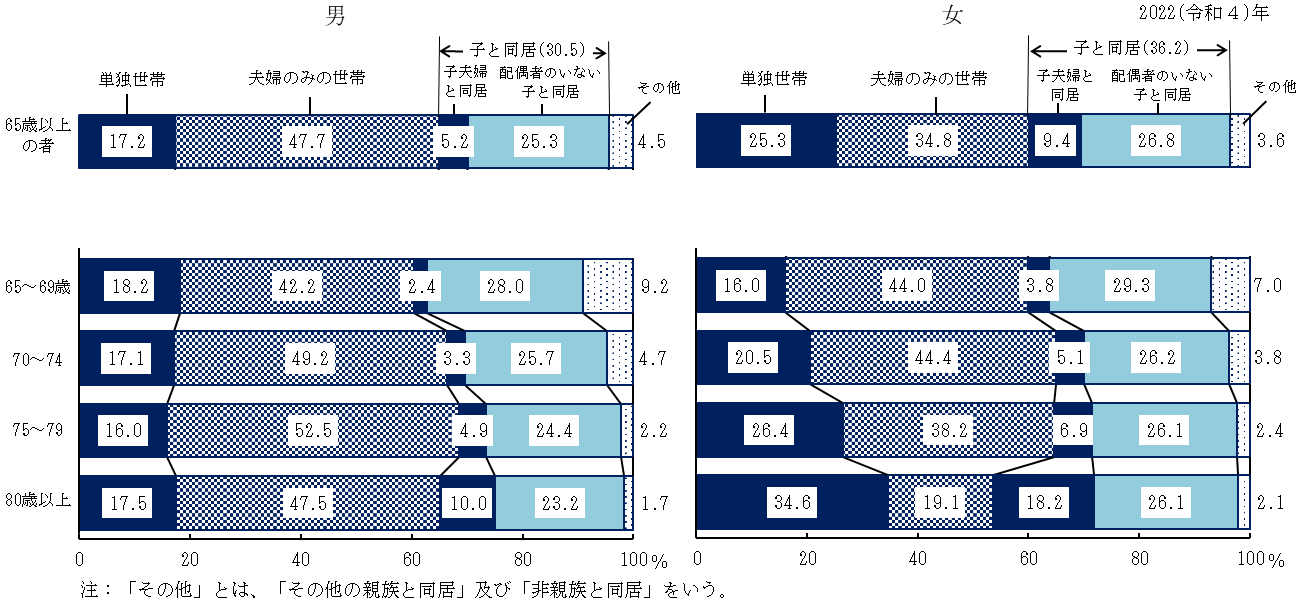 男
女
2022(令和４)年
子と同居(30.5)
子と同居(36.2)
単独世帯
夫婦のみの世帯
子夫婦
と同居
配偶者のいない
子と同居
その他
単独世帯
夫婦のみの世帯
子夫婦と
同居
配偶者のいない
子と同居
その他
65歳以上
の者
17.2 47.7 5.2 25.3 4.5
25.3 34.8 9.4 26.8 3.6
65～69歳 18.2 42.2 2.4 28.0 9.2
16.0 44.0 3.8 29.3 7.0
70～74 17.1 49.2 3.3 25.7 4.7
20.5 44.4 5.1 26.2 3.8
75～79 16.0 52.5 4.9 24.4 2.2
26.4 38.2 6.9 26.1 2.4
80歳以上 17.5 47.5 10.0 23.2 1.7
34.6 19.1 18.2 26.1 2.1
0 20 40 60 80 100 %
0 20 40 60 80 100 %
注：「その他」とは、「その他の親族と同居」及び「非親族と同居」をいう。